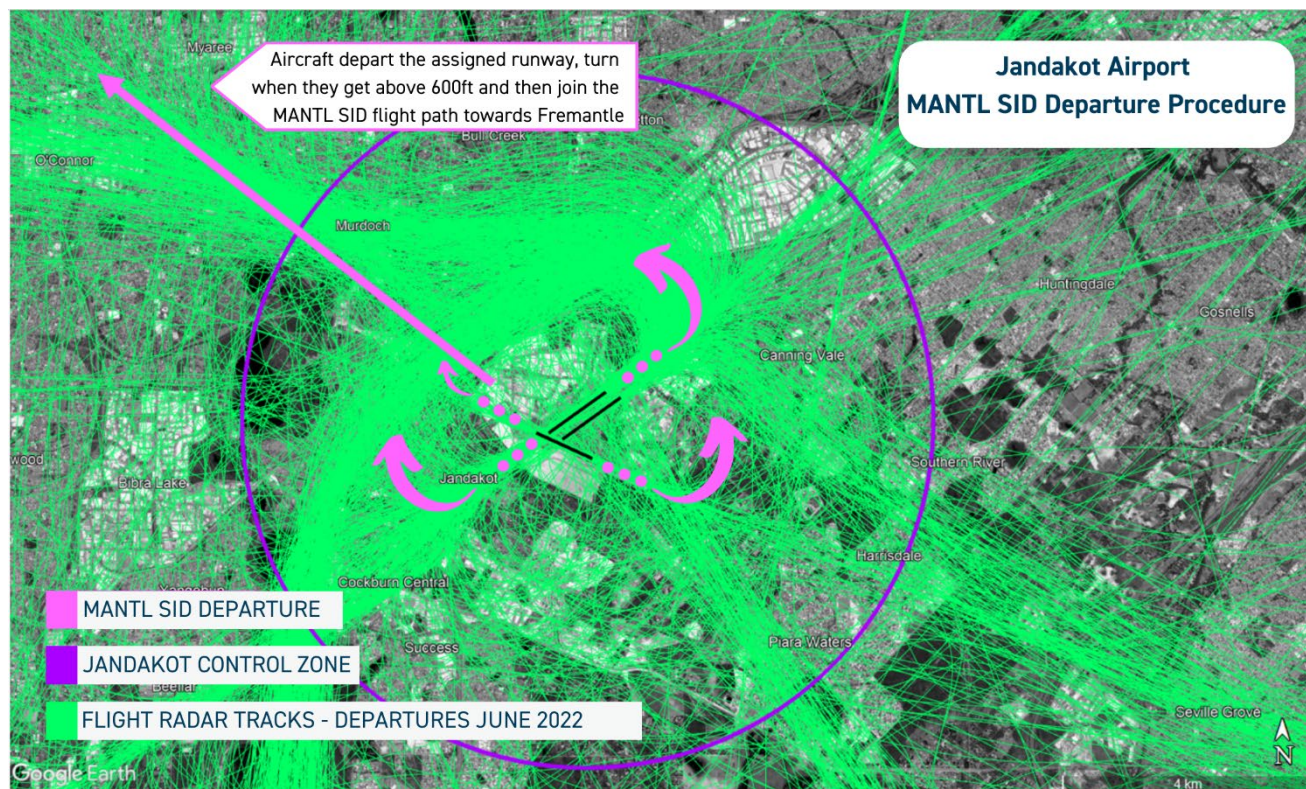 Myaree
Aircraft depart the assigned runway, turn
when they get above 600ft and then join the
MANTL SID flight path towards Fremantle
Jandakot Airport
MANTL SID Departure Procedure
Bull Creek
O'Connor
Murdoch
Huntingdale
Gosnells
Canning Vale
wood
Bibra Lake
Jandakot
Southern River
Harrisdale
Cockburn Central
MANTL SID DEPARTURE
Piara Waters
Success
JANDAKOT CONTROL ZONE
Beeliar
Seville Grove
FLIGHT RADAR TRACKS - DEPARTURES JUNE 2022
N
Google Earth
4 km